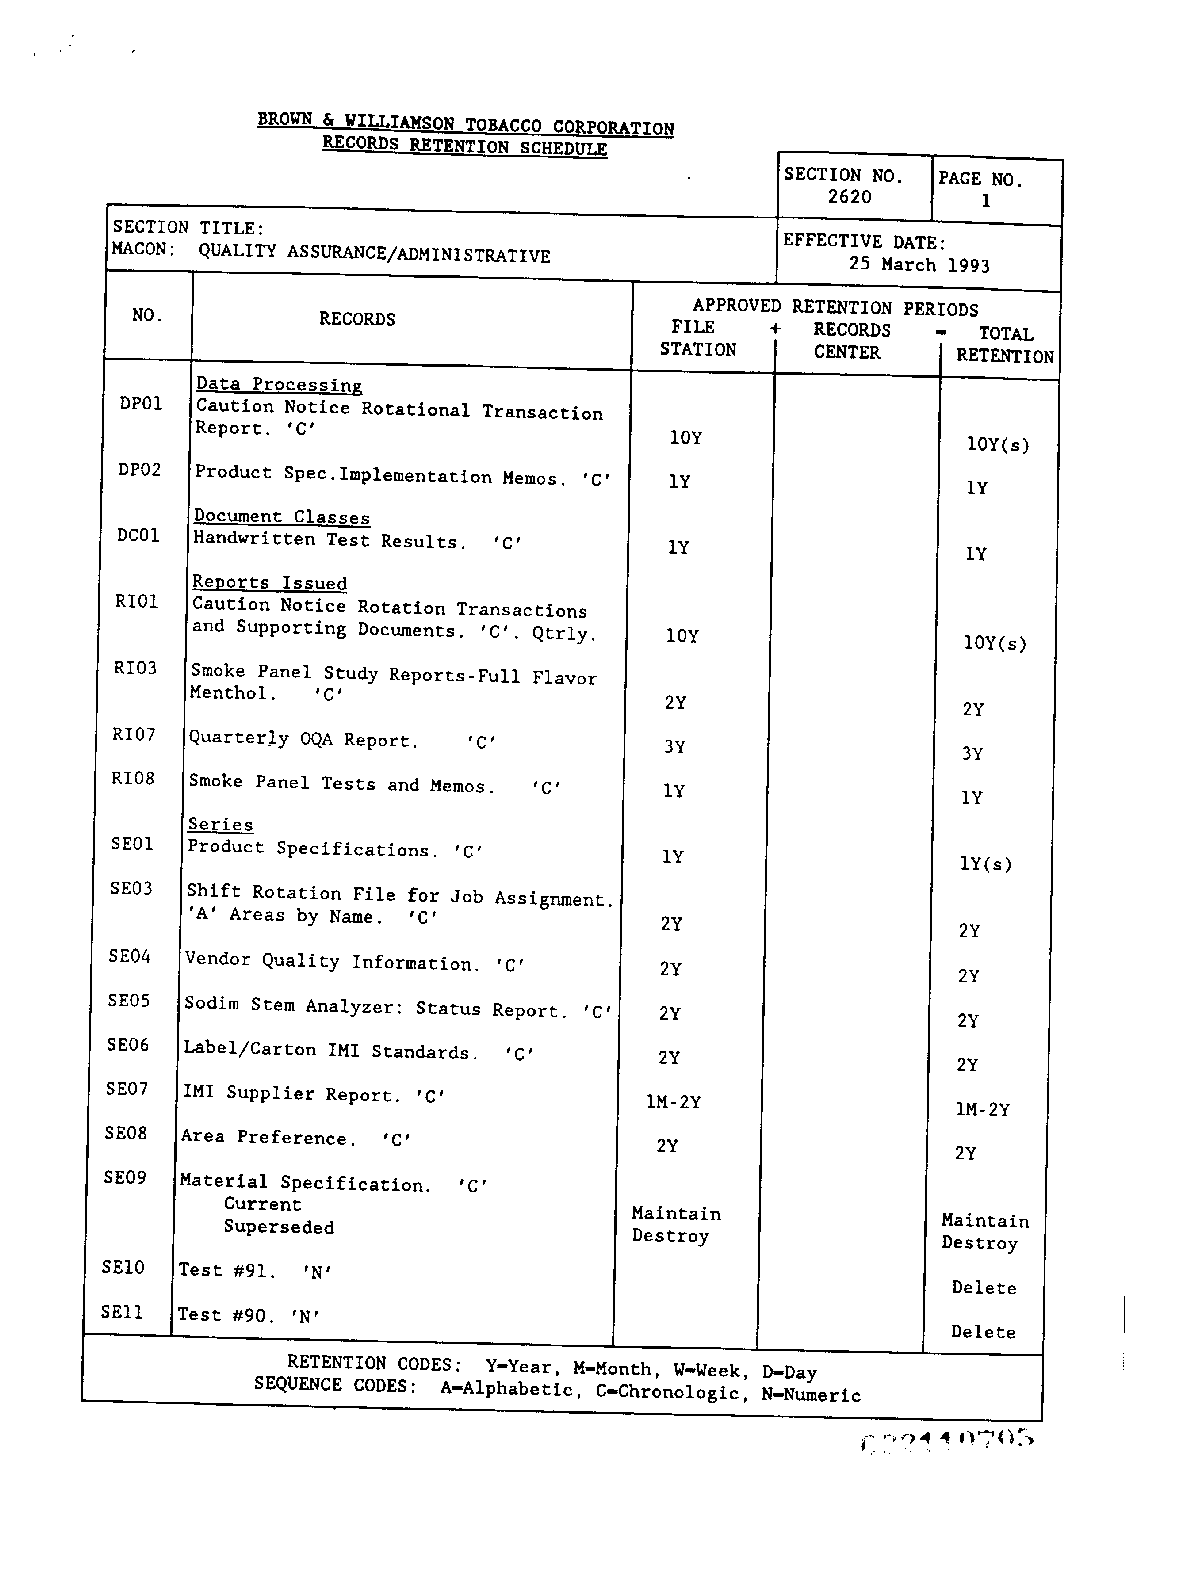 BROWN & WILLIAMSON TOBACCO CORPORATION
RECORDS RETENTION SCHEDULE
SECTION NO. PAGE NO.
2620 1
SECTION TITLE:
MACON: QUALITY ASSURANCE/ADMINISTRATIVE
EFFECTIVE DATE:
25 March 1993
NO. RECORDS
APPROVED RETENTION PERIODS
FILE + RECORDS = TOTAL
STATION CENTER RETENTION
Data Processing
DP01 Caution Notice Rotational Transaction
Report. 'C' 10Y 10Y(s)
DP02 Product Spec.Implementation Memos. 'C' 1Y 1Y
Document Classes
DC01 Handwritten Test Results. 'C' 1Y 1Y
Reports Issued
RI01 Caution Notice Rotation Transactions
and Supporting Documents. 'C'. Qtrly. 10Y 10Y(s)
RI03 Smoke Panel Study Reports-Full Flavor
Menthol. 'C' 2Y 2Y
RI07 Quarterly OQA Report. 'C' 3Y 3Y
RI08 Smoke Panel Tests and Memos. 'C' 1Y 1Y
Series
SE01 Product Specifications. 'C' 1Y 1Y(s)
SE03 Shift Rotation File for Job Assignment.
'A' Areas by Name. 'C' 2Y 2Y
SE04 Vendor Quality Information. 'C' 2Y 2Y
SE05 Sodim Stem Analyzer: Status Report. 'C' 2Y 2Y
SE06 Label/Carton IMI Standards. 'C' 2Y 2Y
SE07 IMI Supplier Report. 'C' 1M-2Y 1M-2Y
SE08 Area Preference. 'C' 2Y 2Y
SE09 Material Specification. 'C'
Current Maintain Maintain
Superseded Destroy Destroy
SE10 Test #91. 'N' Delete
SE11 Test #90. 'N' Delete
RETENTION CODES: Y=Year, M=Month, W=Week, D=Day
SEQUENCE CODES: A=Alphabetic, C=Chronologic, N=Numeric